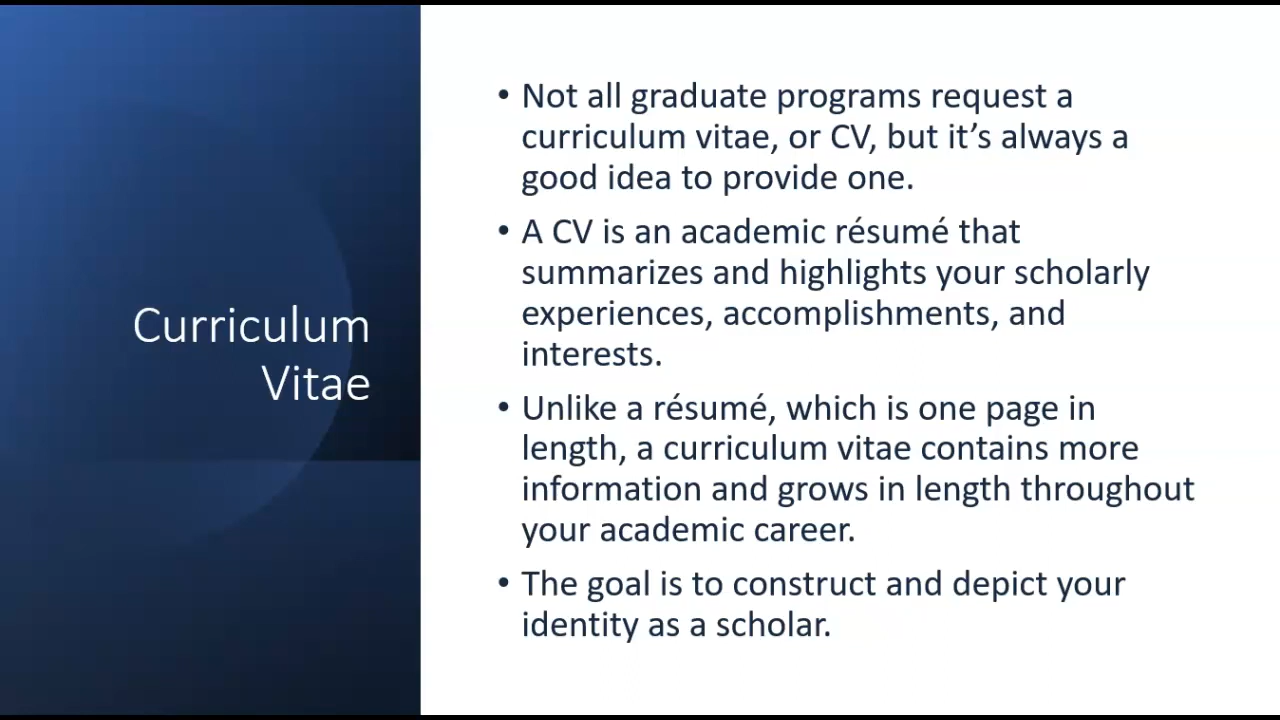 Curriculum
Vitae
• Not all graduate programs request a
curriculum vitae, or CV, but it’s always a
good idea to provide one.
• A CV is an academic résumé that
summarizes and highlights your scholarly
experiences, accomplishments, and
interests.
• Unlike a résumé, which is one page in
length, a curriculum vitae contains more
information and grows in length throughout
your academic career.
• The goal is to construct and depict your
identity as a scholar.